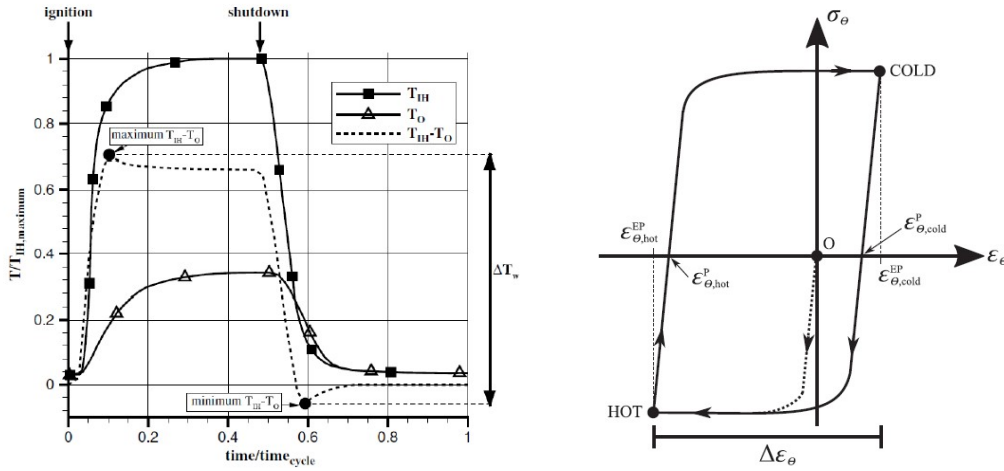 ignition
shutdown
1
0.8
0.6
0.4
0.2
0
T/T_IH,maximum
T_IH
T_O
T_IH-T_O
maximum T_IH-T_O
minimum T_IH-T_O
ΔT_w
0
0.2
0.4
0.6
0.8
1
time/time_cycle
σ_θ
COLD
ε^EP_θ,hot
O
ε^P_θ,cold
ε_θ
ε^P_θ,hot
ε^EP_θ,cold
HOT
Δε_θ